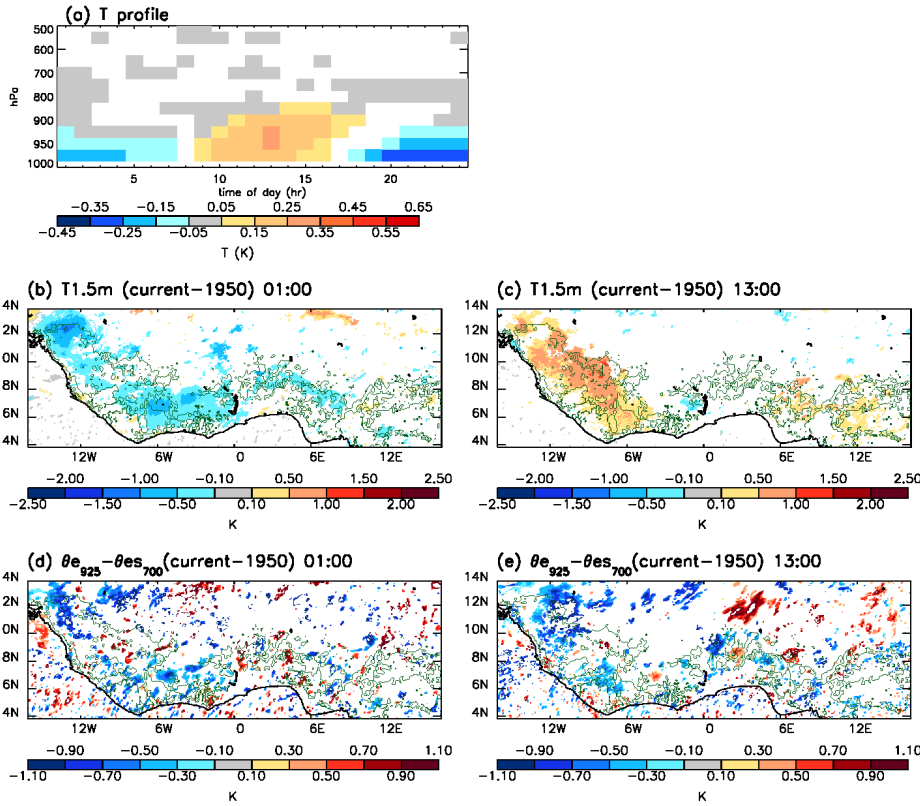 (a) T profile
500
600
700
800
900
950
1000
hPa
5 10 15 20
time of day (hr)
−0.35 −0.15 0.05 0.25 0.45 0.65
−0.45 −0.25 −0.05 0.15 0.35 0.55
T (K)
(b) T1.5m (current−1950) 01:00
4N
2N
0N
8N
6N
4N
12W 6W 0 6E 12E
−2.00 −1.00 −0.10 0.50 1.50 2.50
−2.50 −1.50 −0.50 0.10 1.00 2.00
K
(c) T1.5m (current−1950) 13:00
14N
12N
10N
8N
6N
4N
12W 6W 0 6E 12E
−2.00 −1.00 −0.10 0.50 1.50 2.50
−2.50 −1.50 −0.50 0.10 1.00 2.00
K
(d) θe925−θes700(current−1950) 01:00
4N
2N
0N
8N
6N
4N
12W 6W 0 6E 12E
−0.90 −0.50 −0.10 0.30 0.70 1.10
−1.10 −0.70 −0.30 0.10 0.50 0.90
K
(e) θe925−θes700(current−1950) 13:00
14N
12N
10N
8N
6N
4N
12W 6W 0 6E 12E
−0.90 −0.50 −0.10 0.30 0.70 1.10
−1.10 −0.70 −0.30 0.10 0.50 0.90
K